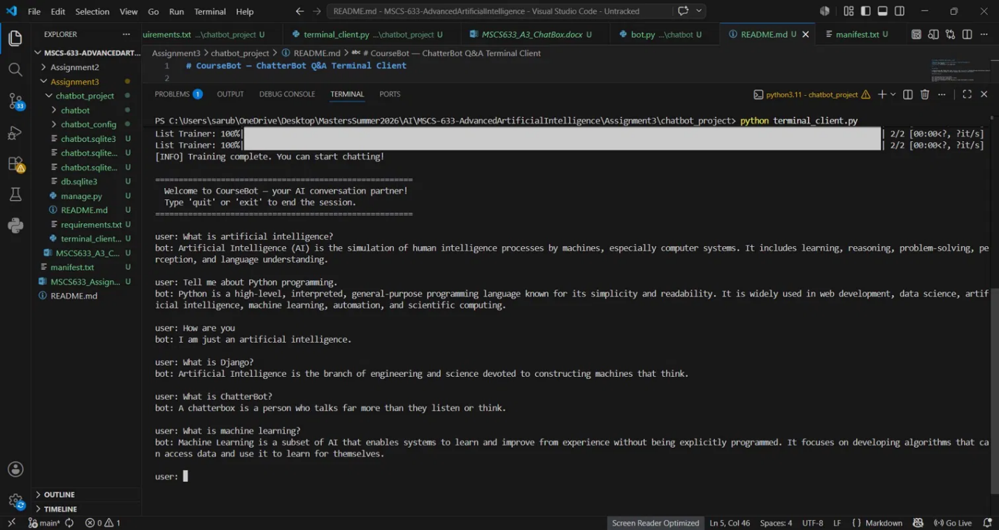 File Edit Selection View Go Run Terminal Help
README.md - MSCS-633-AdvancedArtificialIntelligence - Visual Studio Code - Untracked
EXPLORER
uirements.txt ...\chatbot_project U
terminal_client.py ...\chatbot_project U
MSCS633_A3_ChatBox.docx U
bot.py ...\chatbot U
README.md U
manifest.txt U
MSCS-633-ADVANCEDART...
Assignment2
Assignment3
chatbot_project
chatbot
chatbot_config
chatbot.sqlite3 U
chatbot.sqlite... U
chatbot.sqlite... U
db.sqlite3 U
manage.py U
README.md U
requirements.txt U
terminal_client... U
MSCS633_A3_C... U
manifest.txt U
MSCS633_Assign... U
README.md
33
OUTLINE
TIMELINE
Assignment3 > chatbot_project > README.md > abc # CourseBot — ChatterBot Q&A Terminal Client
1 # CourseBot — ChatterBot Q&A Terminal Client
2
PROBLEMS 1 OUTPUT DEBUG CONSOLE TERMINAL PORTS
python3.11 - chatbot_project
PS C:\Users\sarub\OneDrive\Desktop\MastersSummer2026\AI\MSCS-633-AdvancedArtificialIntelligence\Assignment3\chatbot_project> python terminal_client.py
List Trainer: 100%| | 2/2 [00:00<?, ?it/s]
List Trainer: 100%| | 2/2 [00:00<?, ?it/s]
[INFO] Training complete. You can start chatting!
========================================================
Welcome to CourseBot — your AI conversation partner!
Type 'quit' or 'exit' to end the session.
========================================================
user: What is artificial intelligence?
bot: Artificial Intelligence (AI) is the simulation of human intelligence processes by machines, especially computer systems. It includes learning, reasoning, problem-solving, pe
rception, and language understanding.
user: Tell me about Python programming.
bot: Python is a high-level, interpreted, general-purpose programming language known for its simplicity and readability. It is widely used in web development, data science, artif
icial intelligence, machine learning, automation, and scientific computing.
user: How are you
bot: I am just an artificial intelligence.
user: What is Django?
bot: Artificial Intelligence is the branch of engineering and science devoted to constructing machines that think.
user: What is ChatterBot?
bot: A chatterbox is a person who talks far more than they listen or think.
user: What is machine learning?
bot: Machine Learning is a subset of AI that enables systems to learn and improve from experience without being explicitly programmed. It focuses on developing algorithms that ca
n access data and use it to learn for themselves.
user:
main* 0 1
Screen Reader Optimized Ln 5, Col 46 Spaces: 4 UTF-8 LF { } Markdown Go Live